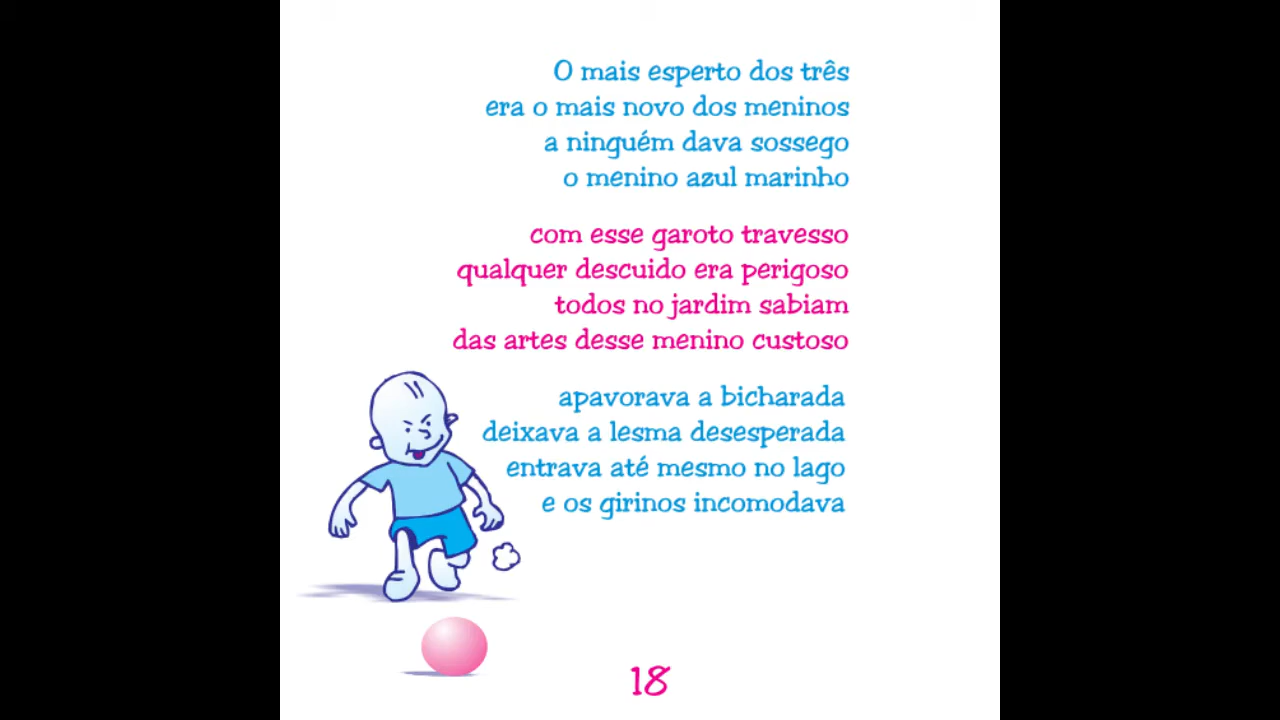 O mais esperto dos três
era o mais novo dos meninos
a ninguém dava sossego
o menino azul marinho
com esse garoto travesso
qualquer descuido era perigoso
todos no jardim sabiam
das artes desse menino custoso
apavorava a bicharada
deixava a lesma desesperada
entrava até mesmo no lago
e os girinos incomodava
18